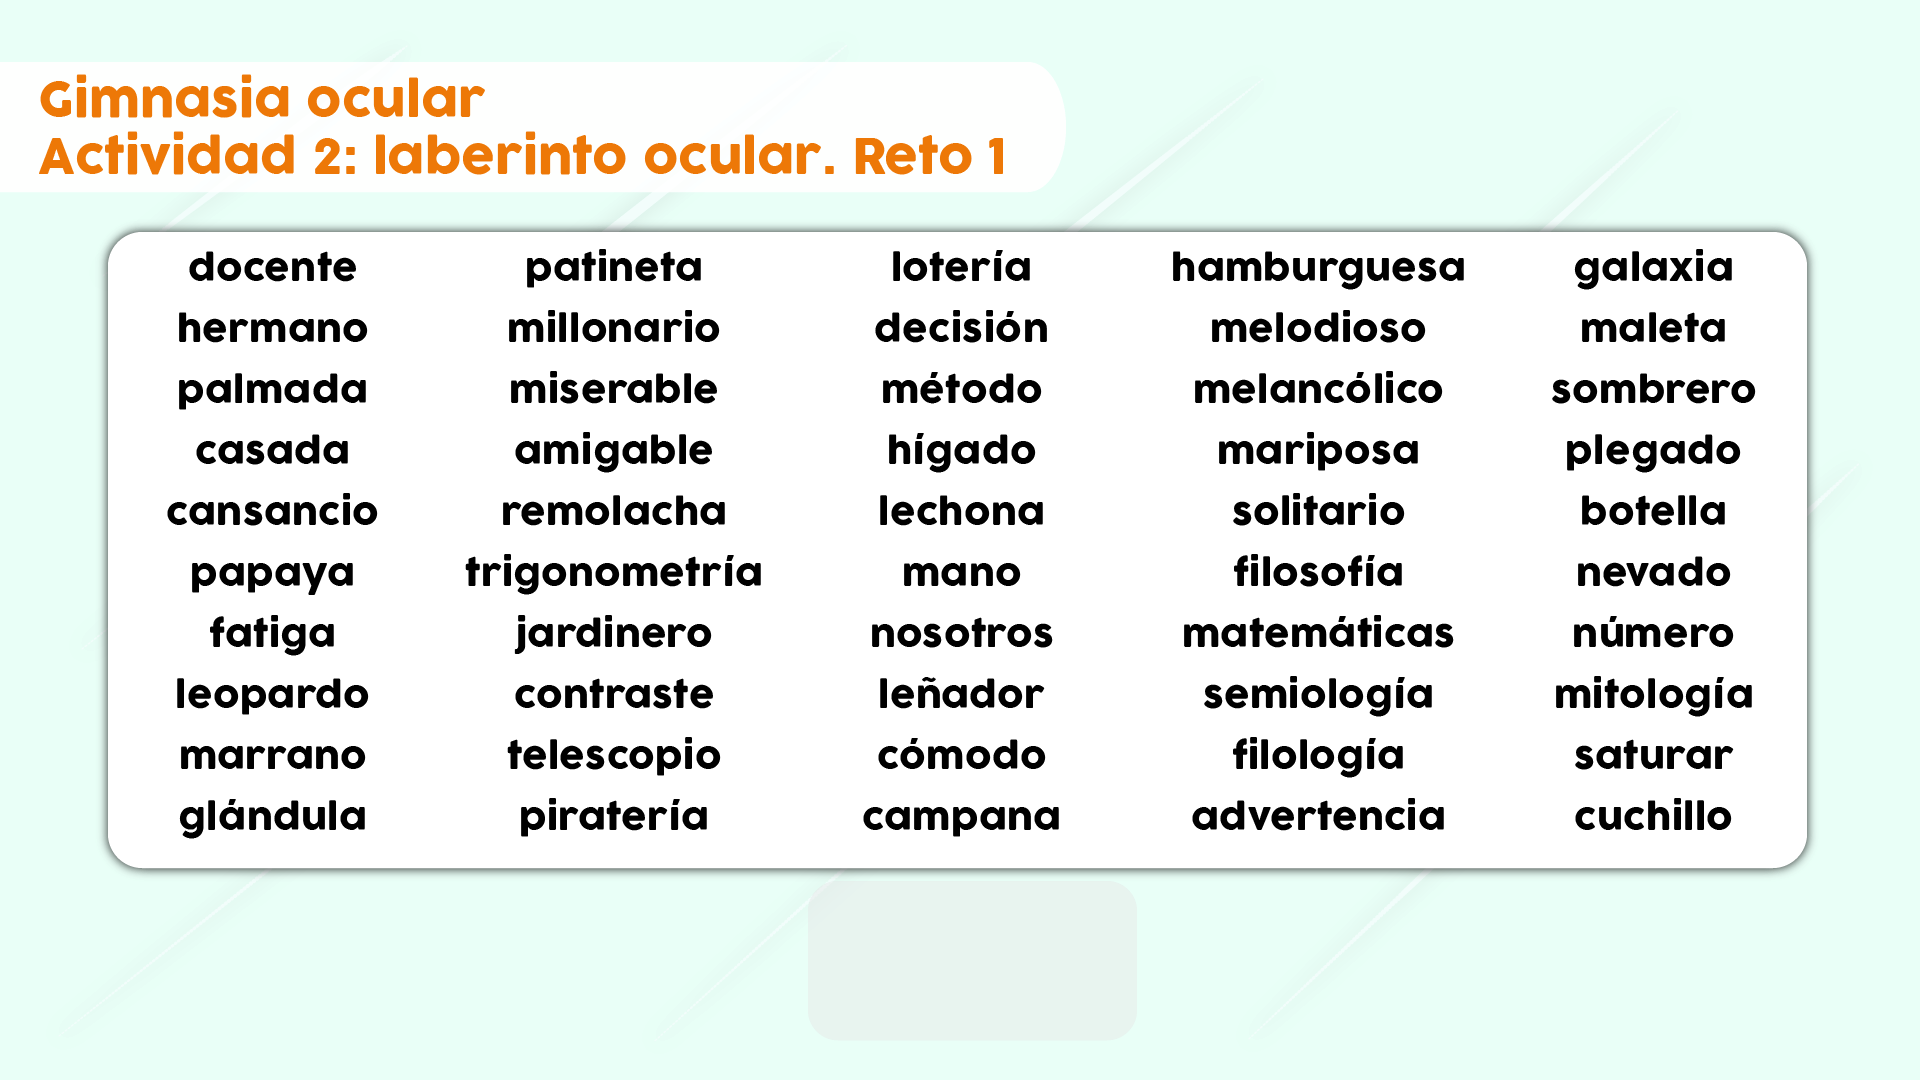 Gimnasia ocular
Actividad 2: laberinto ocular. Reto 1
docente patineta lotería hamburguesa galaxia
hermano millonario decisión melodioso maleta
palmada miserable método melancólico sombrero
casada amigable hígado mariposa plegado
cansancio remolacha lechona solitario botella
papaya trigonometría mano filosofía nevado
fatiga jardinero nosotros matemáticas número
leopardo contraste leñador semiología mitología
marrano telescopio cómodo filología saturar
glándula piratería campana advertencia cuchillo